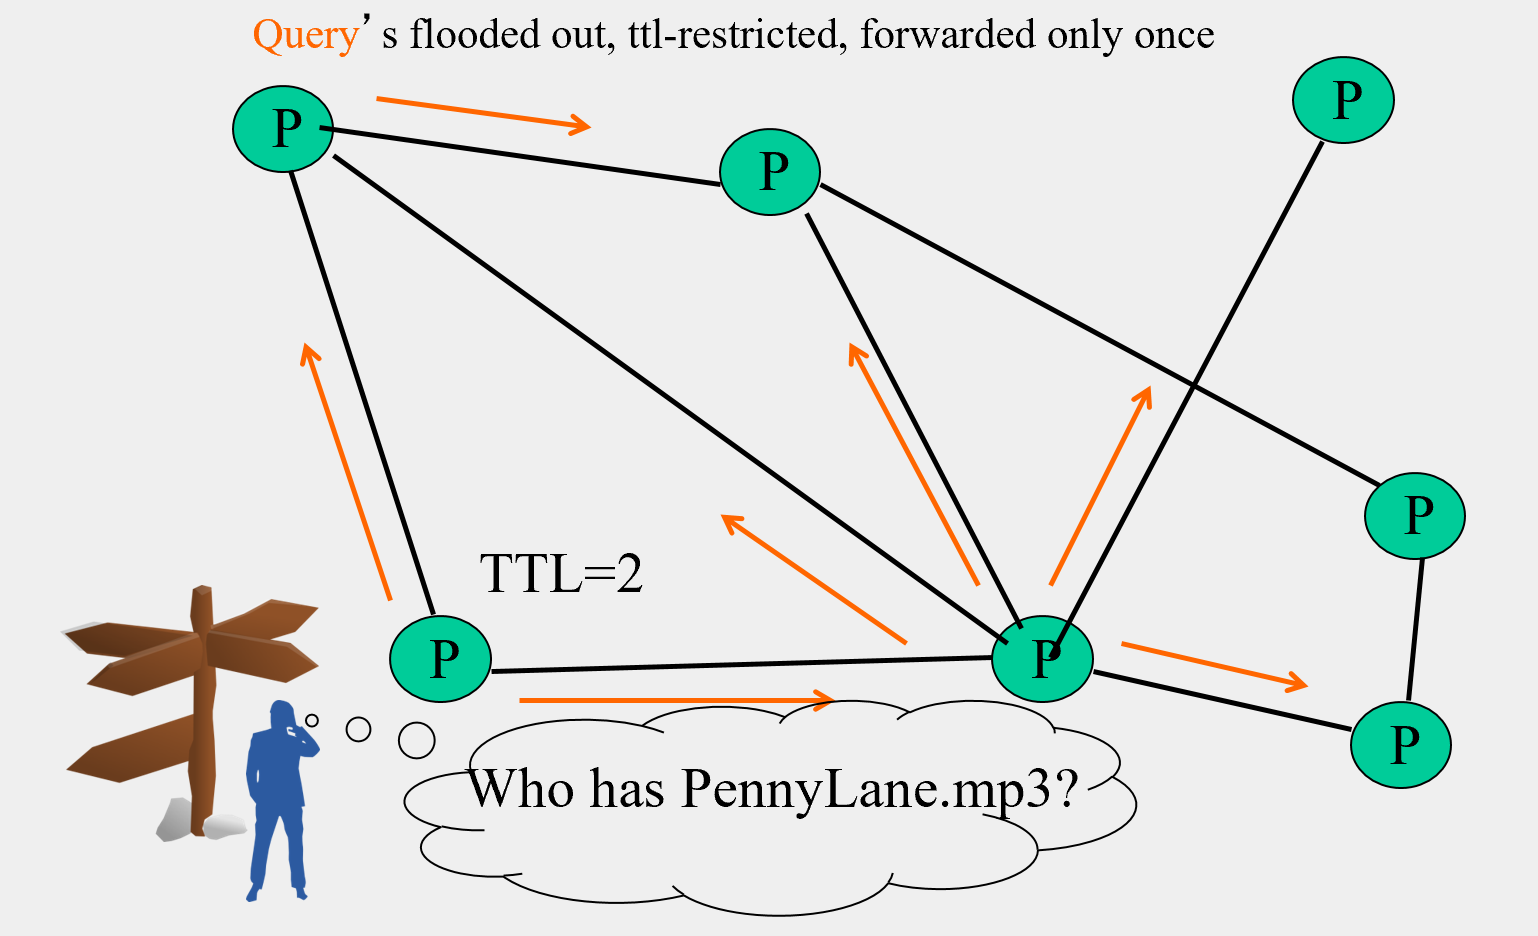 Query’s flooded out, ttl-restricted, forwarded only once
P
P
P
P
TTL=2
P
P
P
Who has PennyLane.mp3?